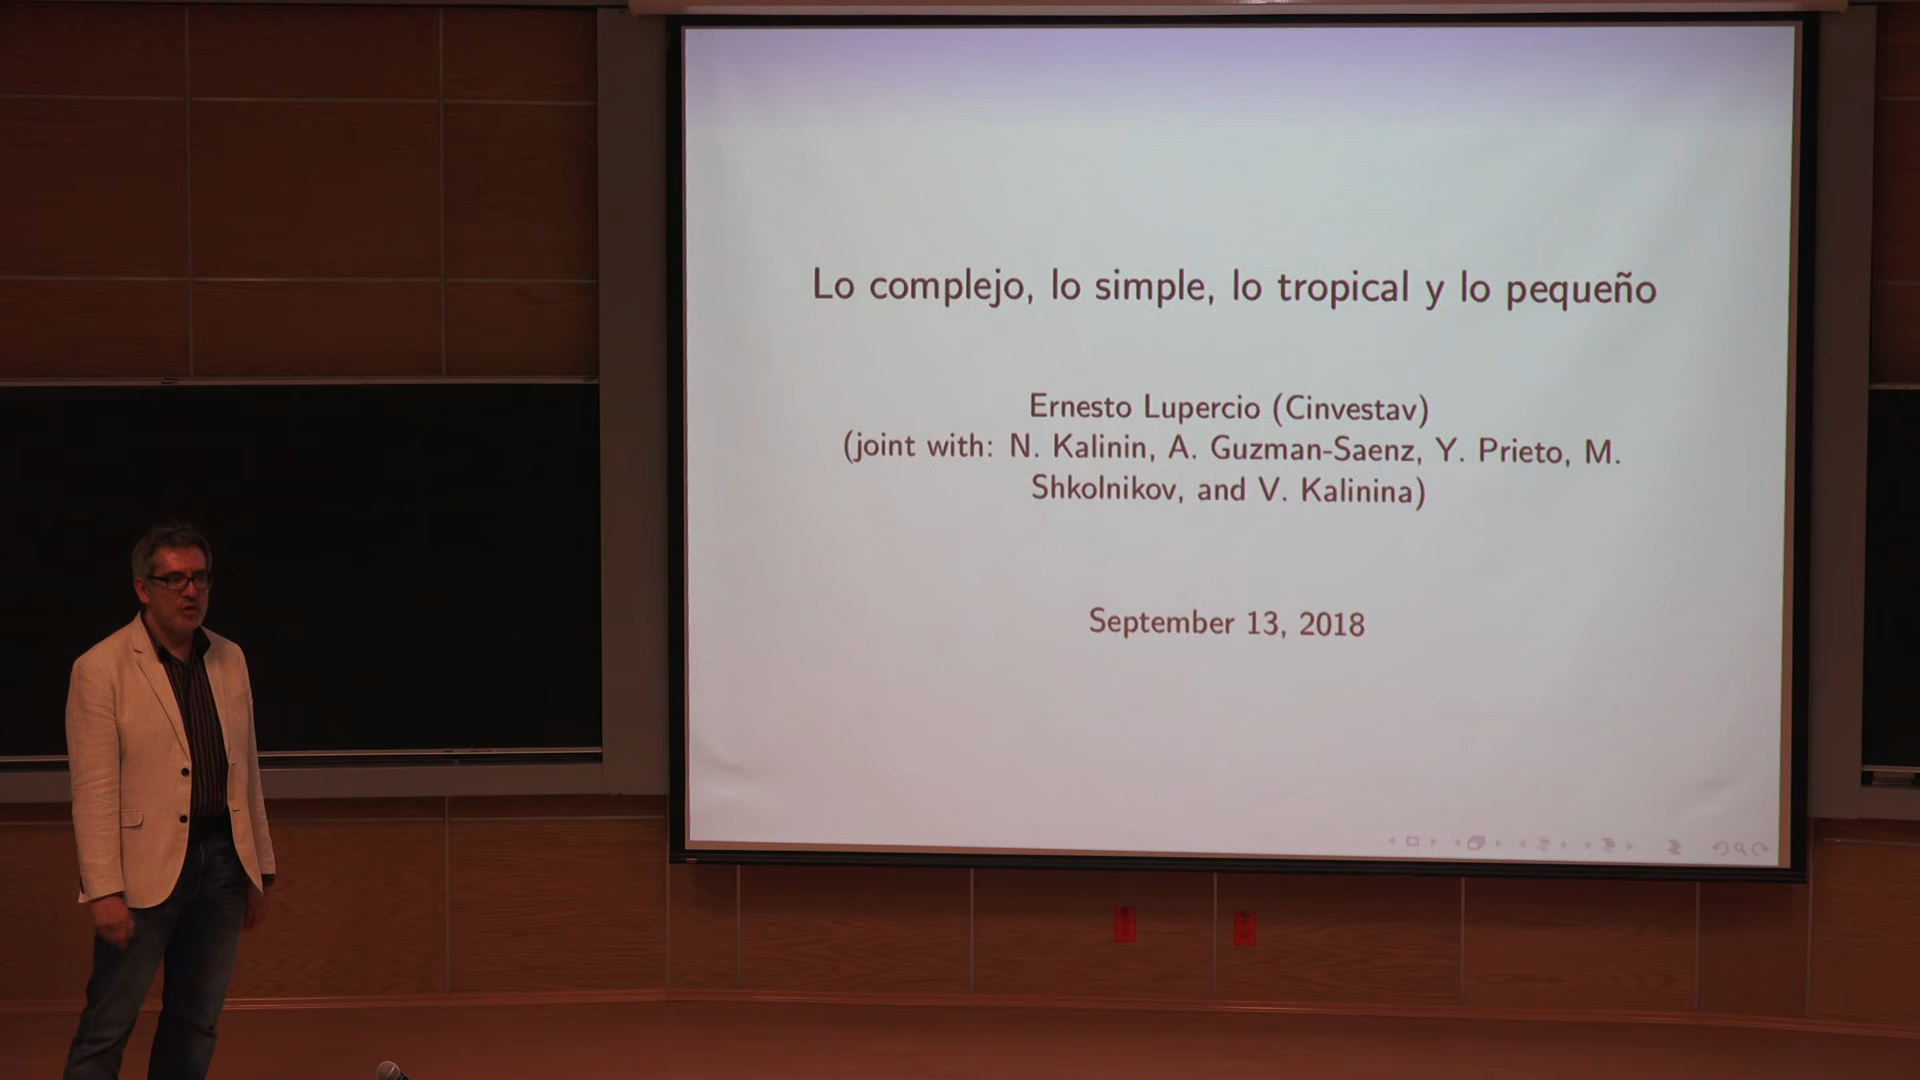 Lo complejo, lo simple, lo tropical y lo pequeño
Ernesto Lupercio (Cinvestav)
(joint with: N. Kalinin, A. Guzman-Saenz, Y. Prieto, M.
Shkolnikov, and V. Kalinina)
September 13, 2018